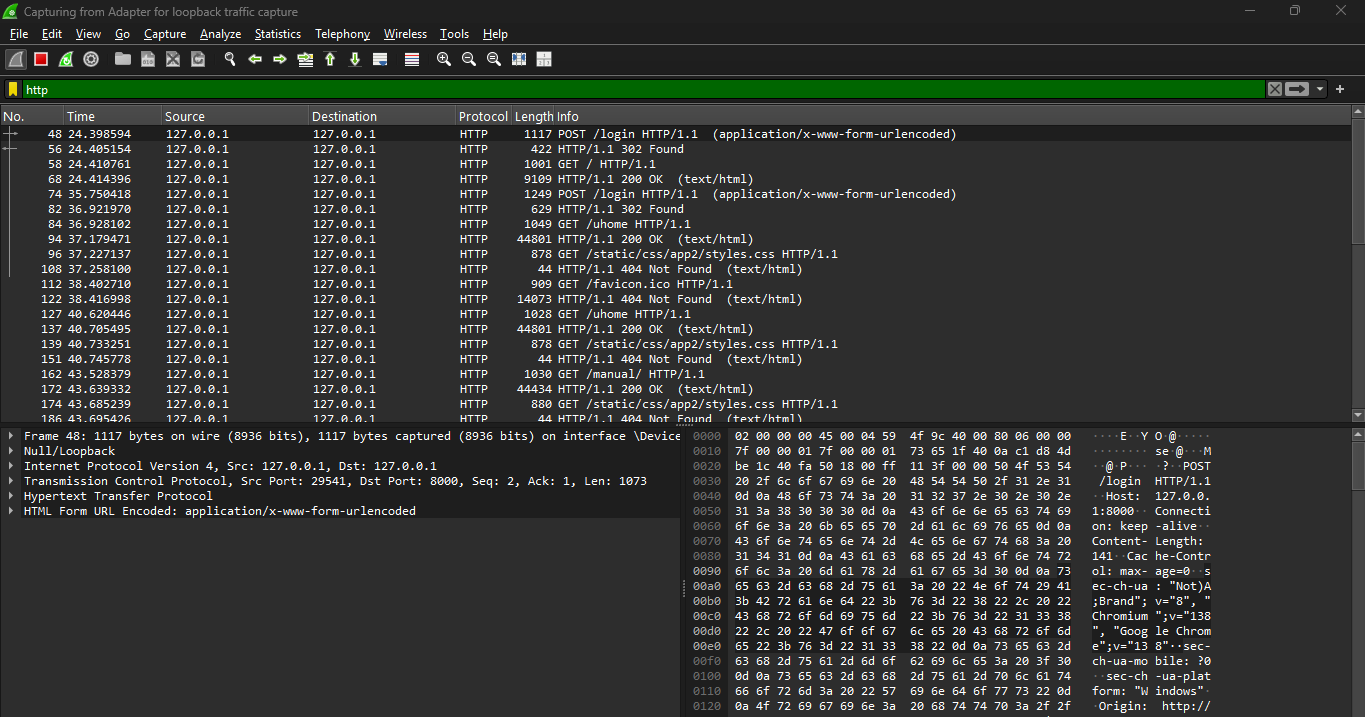 Capturing from Adapter for loopback traffic capture
File Edit View Go Capture Analyze Statistics Telephony Wireless Tools Help
http
No. Time Source Destination Protocol Length Info
48 24.398594 127.0.0.1 127.0.0.1 HTTP 1117 POST /login HTTP/1.1 (application/x-www-form-urlencoded)
56 24.405154 127.0.0.1 127.0.0.1 HTTP 422 HTTP/1.1 302 Found
58 24.410761 127.0.0.1 127.0.0.1 HTTP 1001 GET / HTTP/1.1
68 24.414396 127.0.0.1 127.0.0.1 HTTP 9109 HTTP/1.1 200 OK (text/html)
74 35.750418 127.0.0.1 127.0.0.1 HTTP 1249 POST /login HTTP/1.1 (application/x-www-form-urlencoded)
82 36.921970 127.0.0.1 127.0.0.1 HTTP 629 HTTP/1.1 302 Found
84 36.928102 127.0.0.1 127.0.0.1 HTTP 1049 GET /uhome HTTP/1.1
94 37.179471 127.0.0.1 127.0.0.1 HTTP 44801 HTTP/1.1 200 OK (text/html)
96 37.227137 127.0.0.1 127.0.0.1 HTTP 878 GET /static/css/app2/styles.css HTTP/1.1
108 37.258100 127.0.0.1 127.0.0.1 HTTP 44 HTTP/1.1 404 Not Found (text/html)
112 38.402710 127.0.0.1 127.0.0.1 HTTP 909 GET /favicon.ico HTTP/1.1
122 38.416998 127.0.0.1 127.0.0.1 HTTP 14073 HTTP/1.1 404 Not Found (text/html)
127 40.620446 127.0.0.1 127.0.0.1 HTTP 1028 GET /uhome HTTP/1.1
137 40.705495 127.0.0.1 127.0.0.1 HTTP 44801 HTTP/1.1 200 OK (text/html)
139 40.733251 127.0.0.1 127.0.0.1 HTTP 878 GET /static/css/app2/styles.css HTTP/1.1
151 40.745778 127.0.0.1 127.0.0.1 HTTP 44 HTTP/1.1 404 Not Found (text/html)
162 43.528379 127.0.0.1 127.0.0.1 HTTP 1030 GET /manual/ HTTP/1.1
172 43.639332 127.0.0.1 127.0.0.1 HTTP 44434 HTTP/1.1 200 OK (text/html)
174 43.685239 127.0.0.1 127.0.0.1 HTTP 880 GET /static/css/app2/styles.css HTTP/1.1
186 43.695426 127.0.0.1 127.0.0.1 HTTP 44 HTTP/1.1 404 Not Found (text/html)
Frame 48: 1117 bytes on wire (8936 bits), 1117 bytes captured (8936 bits) on interface \Device
Null/Loopback
Internet Protocol Version 4, Src: 127.0.0.1, Dst: 127.0.0.1
Transmission Control Protocol, Src Port: 29541, Dst Port: 8000, Seq: 2, Ack: 1, Len: 1073
Hypertext Transfer Protocol
HTML Form URL Encoded: application/x-www-form-urlencoded
0000 02 00 00 00 45 00 04 59 4f 9c 40 00 80 06 00 00 ····E··Y O·@·····
0010 7f 00 00 01 7f 00 00 01 73 65 1f 40 0a c1 d8 4d ········ se·@···M
0020 be 1c 40 fa 50 18 00 ff 11 3f 00 00 50 4f 53 54 ··@·P··· ·?··POST
0030 20 2f 6c 6f 67 69 6e 20 48 54 54 50 2f 31 2e 31 /login HTTP/1.1
0040 0d 0a 48 6f 73 74 3a 20 31 32 37 2e 30 2e 30 2e ··Host: 127.0.0.
0050 31 3a 38 30 30 30 0d 0a 43 6f 6e 6e 65 63 74 69 1:8000·· Connecti
0060 6f 6e 3a 20 6b 65 65 70 2d 61 6c 69 76 65 0d 0a on: keep -alive··
0070 43 6f 6e 74 65 6e 74 2d 4c 65 6e 67 74 68 3a 20 Content- Length:
0080 31 34 31 0d 0a 43 61 63 68 65 2d 43 6f 6e 74 72 141··Cac he-Contr
0090 6f 6c 3a 20 6d 61 78 2d 61 67 65 3d 30 0d 0a 73 ol: max- age=0··s
00a0 65 63 2d 63 68 2d 75 61 3a 20 22 4e 6f 74 29 41 ec-ch-ua : "Not)A
00b0 3b 42 72 61 6e 64 22 3b 76 3d 22 38 22 2c 20 22 ;Brand"; v="8", "
00c0 43 68 72 6f 6d 69 75 6d 22 3b 76 3d 22 31 33 38 Chromium ";v="138
00d0 22 2c 20 22 47 6f 6f 67 6c 65 20 43 68 72 6f 6d ", "Goog le Chrom
00e0 65 22 3b 76 3d 22 31 33 38 22 0d 0a 73 65 63 2d e";v="13 8"··sec-
00f0 63 68 2d 75 61 2d 6d 6f 62 69 6c 65 3a 20 3f 30 ch-ua-mo bile: ?0
0100 0d 0a 73 65 63 2d 63 68 2d 75 61 2d 70 6c 61 74 ··sec-ch -ua-plat
0110 66 6f 72 6d 3a 20 22 57 69 6e 64 6f 77 73 22 0d form: "W indows"·
0120 0a 4f 72 69 67 69 6e 3a 20 68 74 74 70 3a 2f 2f ·Origin: http://